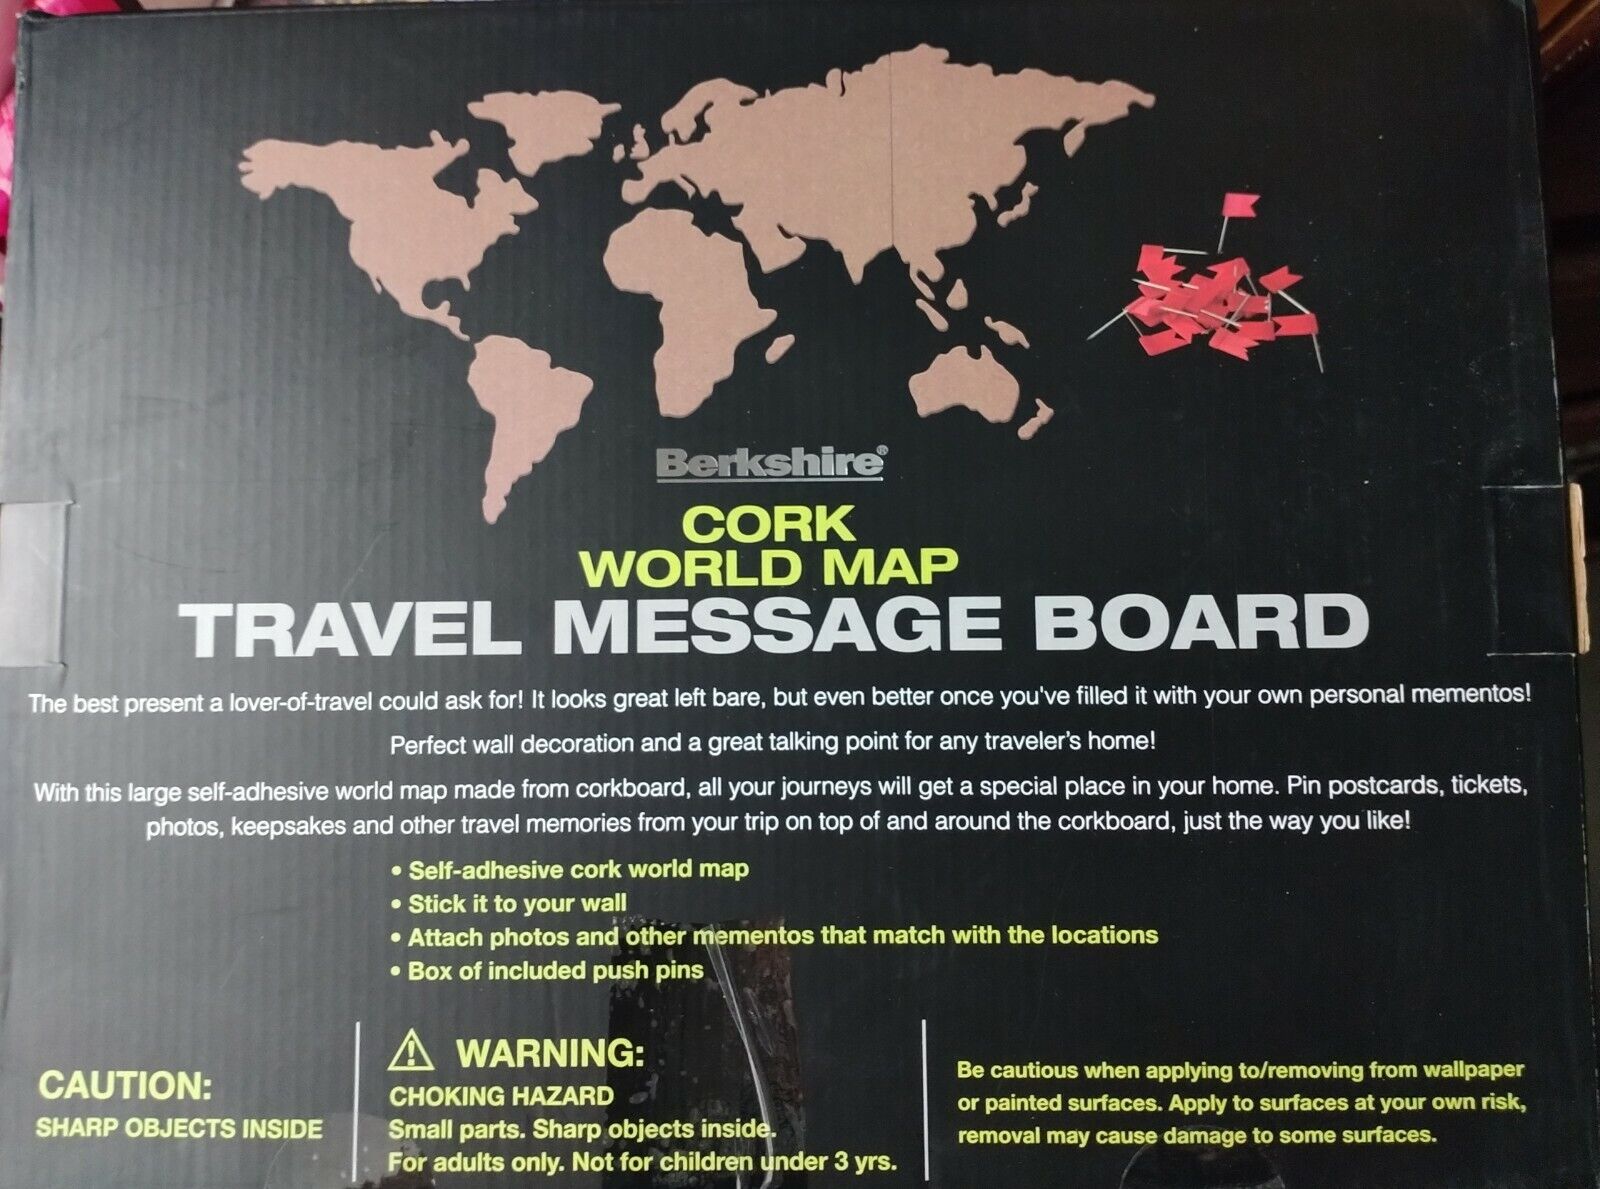 Berkshire®
CORK
WORLD MAP
TRAVEL MESSAGE BOARD
The best present a lover-of-travel could ask for! It looks great left bare, but even better once you've filled it with your own personal mementos!
Perfect wall decoration and a great talking point for any traveler's home!
With this large self-adhesive world map made from corkboard, all your journeys will get a special place in your home. Pin postcards, tickets,
photos, keepsakes and other travel memories from your trip on top of and around the corkboard, just the way you like!
• Self-adhesive cork world map
• Stick it to your wall
• Attach photos and other mementos that match with the locations
• Box of included push pins
CAUTION:
SHARP OBJECTS INSIDE
WARNING:
CHOKING HAZARD
Small parts. Sharp objects inside.
For adults only. Not for children under 3 yrs.
Be cautious when applying to/removing from wallpaper
or painted surfaces. Apply to surfaces at your own risk,
removal may cause damage to some surfaces.